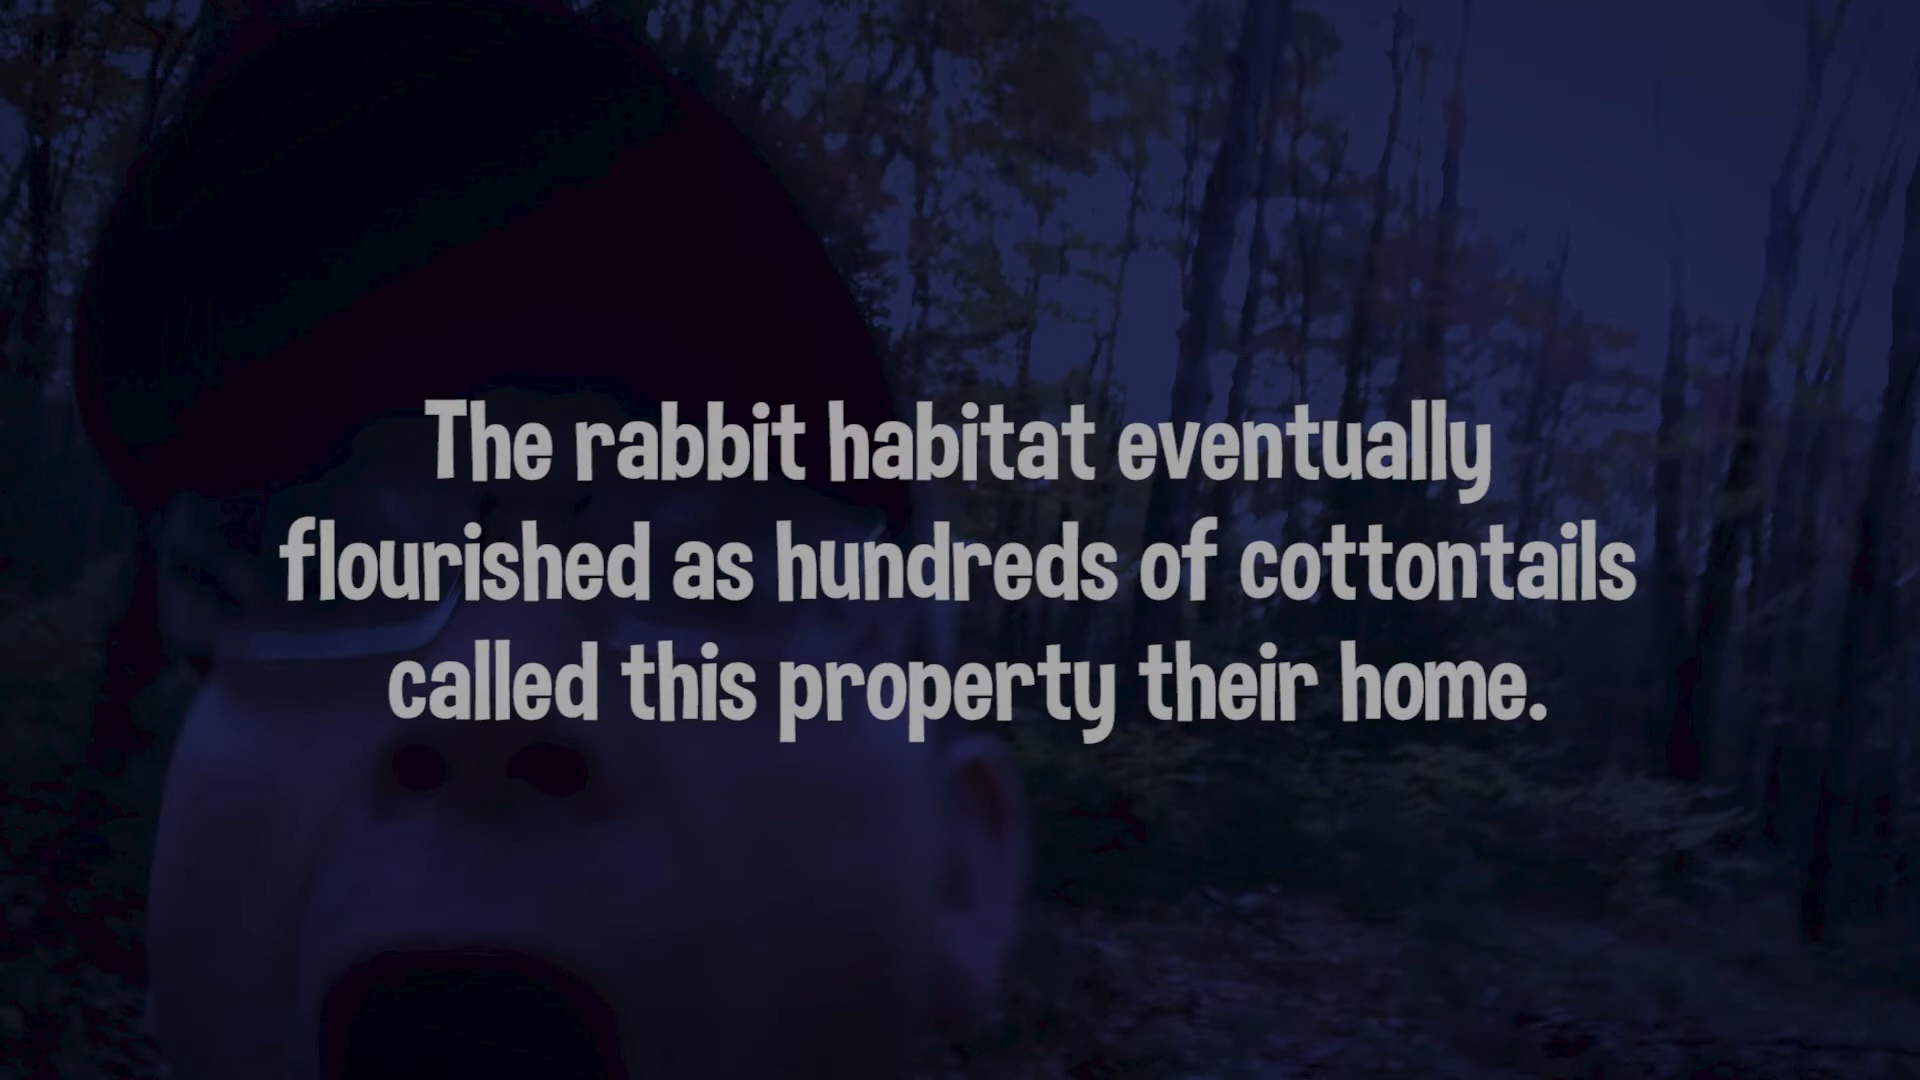 The rabbit habitat eventually
flourished as hundreds of cottontails
called this property their home.